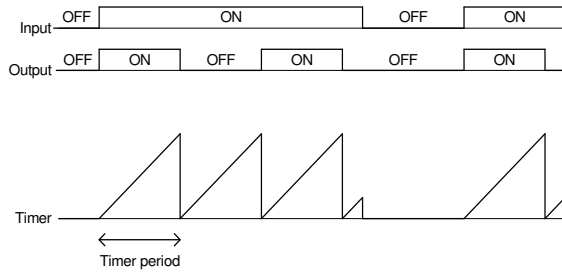 OFF ON OFF ON
Input
OFF ON OFF ON OFF ON
Output
Timer
Timer period